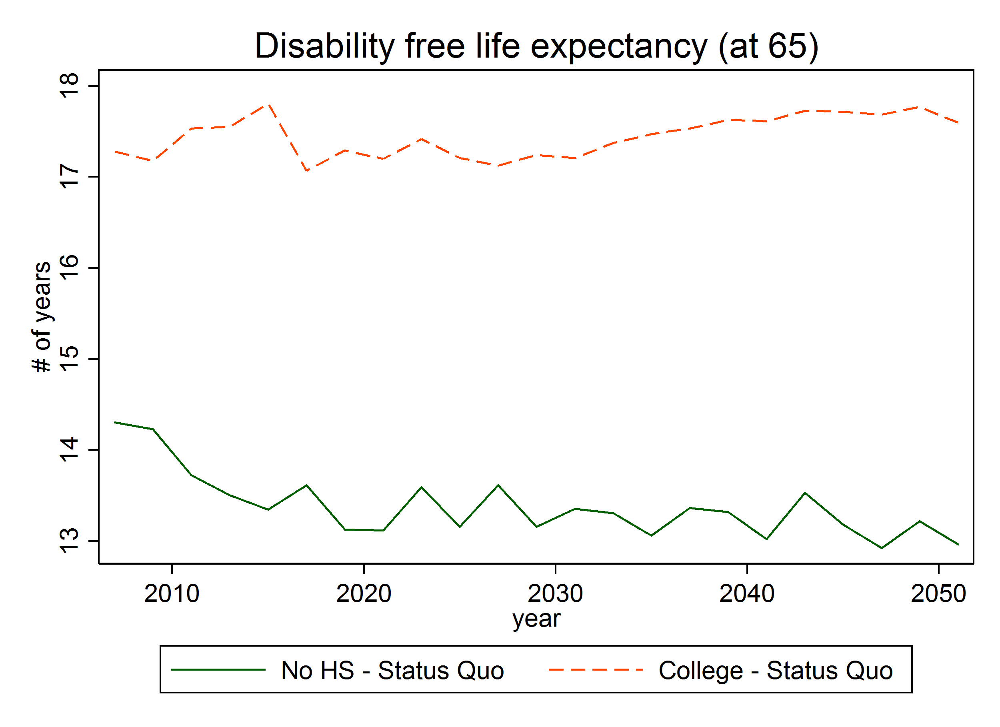 Disability free life expectancy (at 65)
# of years
18
17
16
15
14
13
2010 2020 2030 2040 2050
year
No HS - Status Quo College - Status Quo